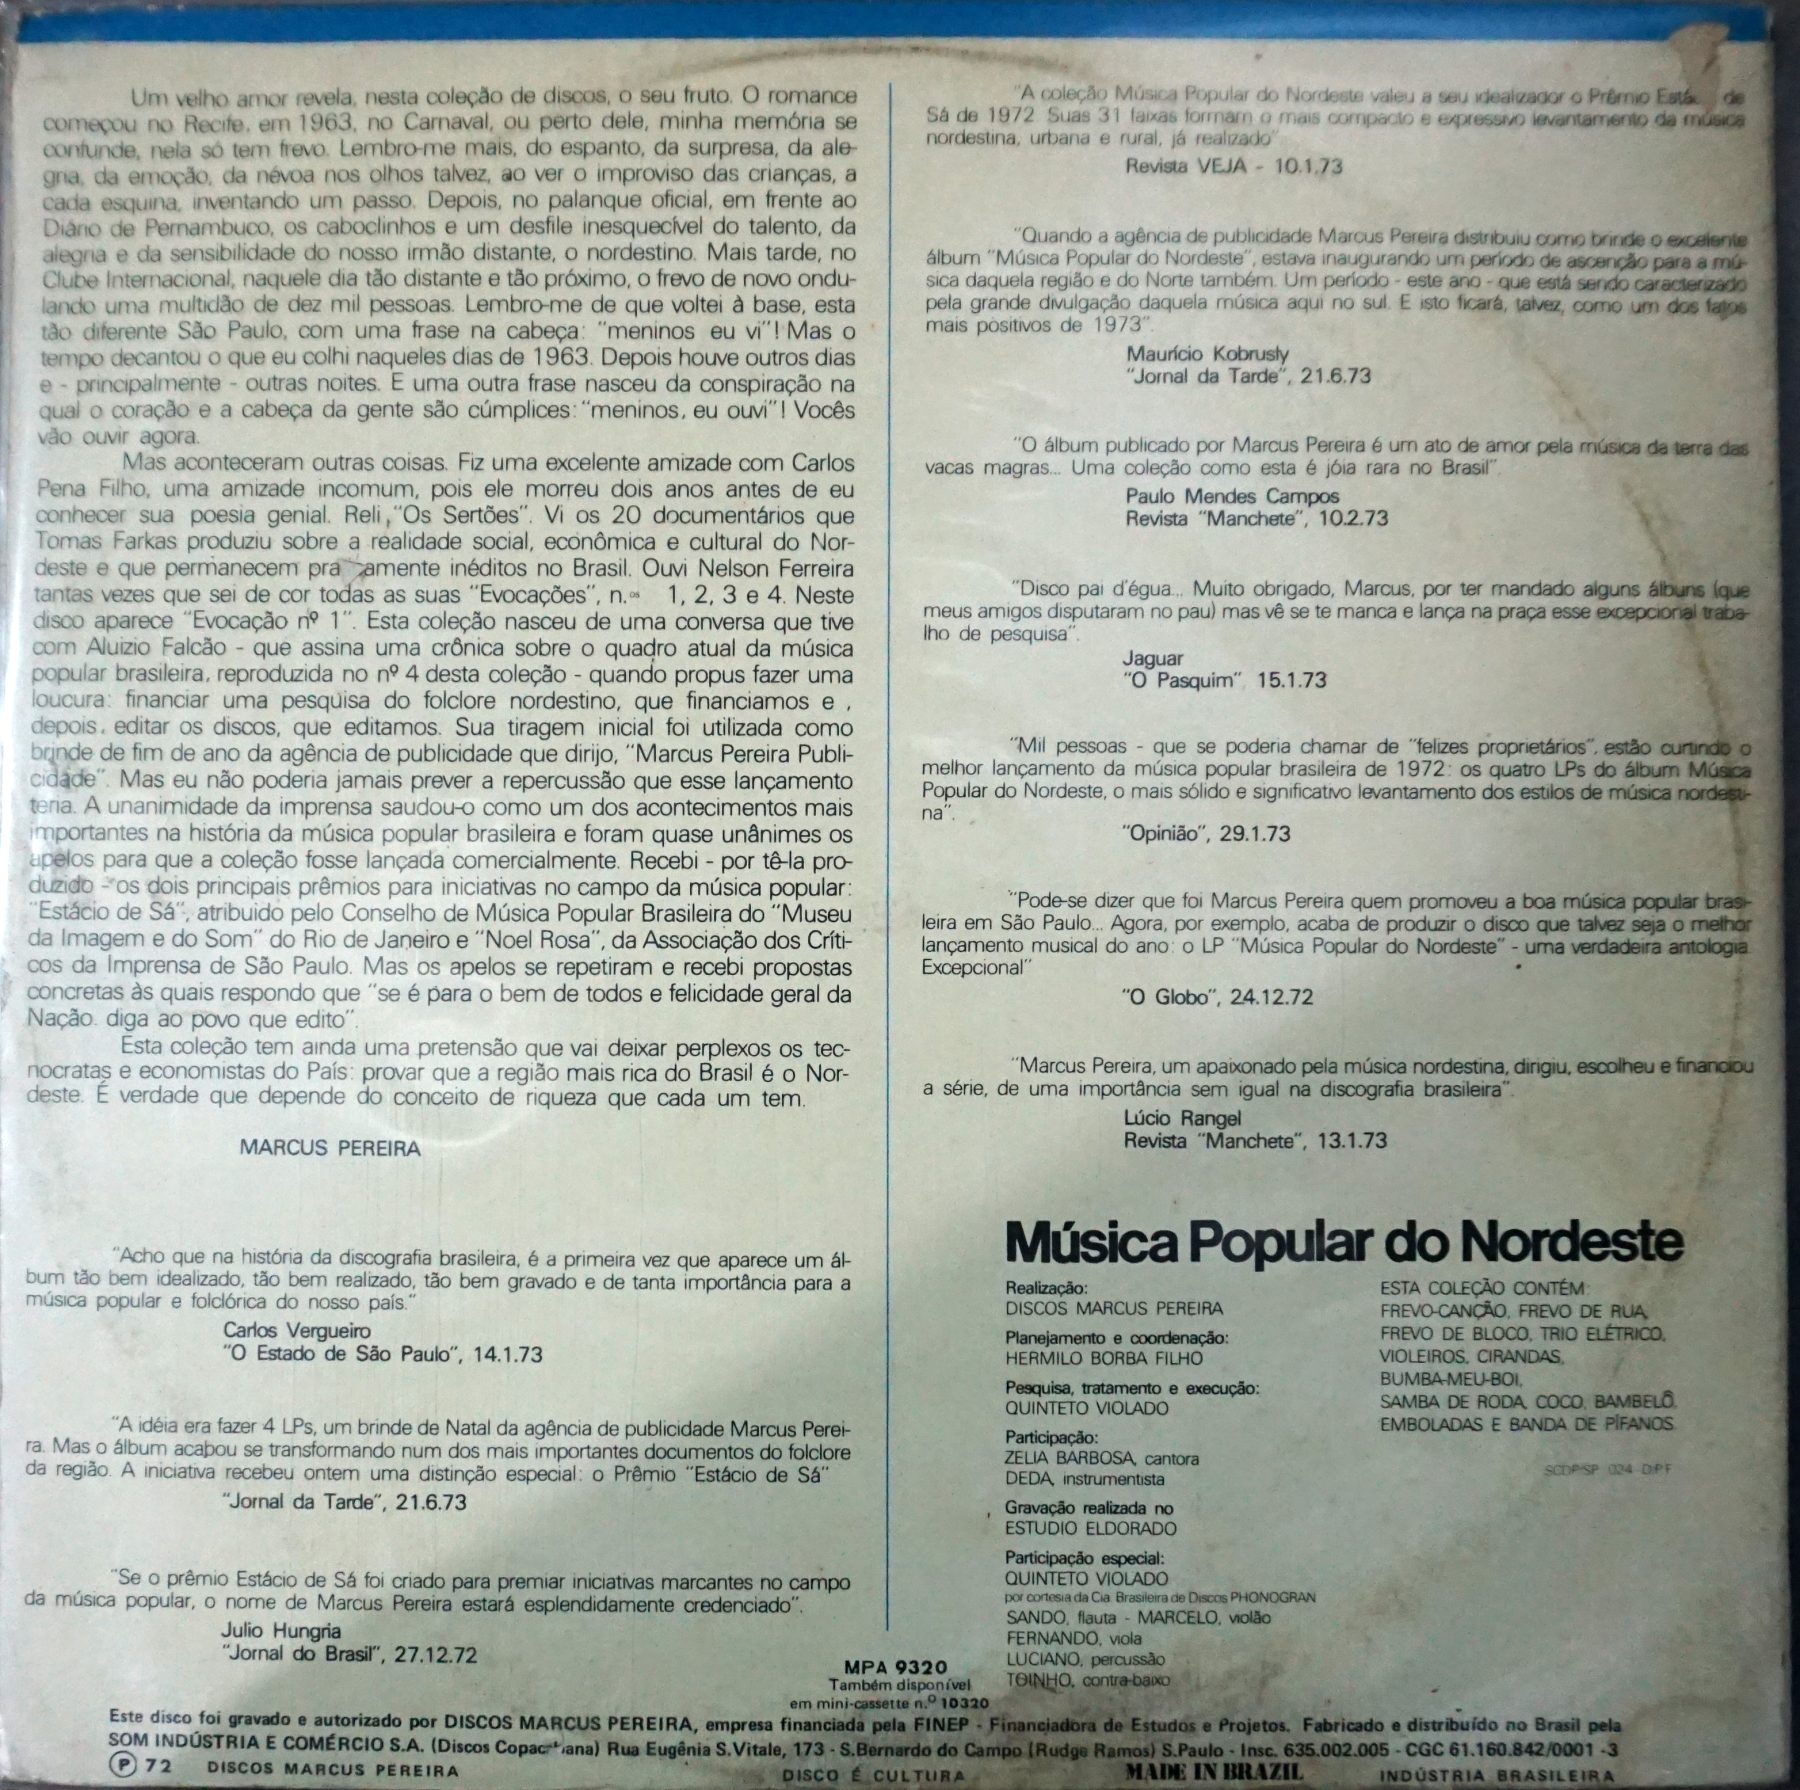 Um velho amor revela, nesta coleção de discos, o seu fruto. O romance
começou no Recife, em 1963, no Carnaval, ou perto dele, minha memória se
confunde, nela só tem frevo. Lembro-me mais, do espanto, da surpresa, da ale-
gria, da emoção, da névoa nos olhos talvez, ao ver o improviso das crianças, a
cada esquina, inventando um passo. Depois, no palanque oficial, em frente ao
Diário de Pernambuco, os caboclinhos e um desfile inesquecível do talento, da
alegria e da sensibilidade do nosso irmão distante, o nordestino. Mais tarde, no
Clube Internacional, naquele dia tão distante e tão próximo, o frevo de novo ondu-
lando uma multidão de dez mil pessoas. Lembro-me de que voltei à base, esta
tão diferente São Paulo, com uma frase na cabeça: "meninos eu vi"! Mas o
tempo decantou o que eu colhi naqueles dias de 1963. Depois houve outros dias
e - principalmente - outras noites. E uma outra frase nasceu da conspiração na
qual o coração e a cabeça da gente são cúmplices: "meninos, eu ouvi"! Vocês
vão ouvir agora.
Mas aconteceram outras coisas. Fiz uma excelente amizade com Carlos
Pena Filho, uma amizade incomum, pois ele morreu dois anos antes de eu
conhecer sua poesia genial. Reli, "Os Sertões". Vi os 20 documentários que
Tomas Farkas produziu sobre a realidade social, econômica e cultural do Nor-
deste e que permanecem pra amente inéditos no Brasil. Ouvi Nelson Ferreira
tantas vezes que sei de cor todas as suas "Evocações", n.os 1, 2, 3 e 4. Neste
disco aparece "Evocação nº 1". Esta coleção nasceu de uma conversa que tive
com Aluizio Falcão - que assina uma crônica sobre o quadro atual da música
popular brasileira, reproduzida no nº 4 desta coleção - quando propus fazer uma
loucura: financiar uma pesquisa do folclore nordestino, que financiamos e ,
depois, editar os discos, que editamos. Sua tiragem inicial foi utilizada como
brinde de fim de ano da agência de publicidade que dirijo, "Marcus Pereira Publi-
cidade". Mas eu não poderia jamais prever a repercussão que esse lançamento
teria. A unanimidade da imprensa saudou-o como um dos acontecimentos mais
importantes na história da música popular brasileira e foram quase unânimes os
apelos para que a coleção fosse lançada comercialmente. Recebi - por tê-la pro-
duzido - os dois principais prêmios para iniciativas no campo da música popular:
"Estácio de Sá", atribuido pelo Conselho de Música Popular Brasileira do "Museu
da Imagem e do Som" do Rio de Janeiro e "Noel Rosa", da Associação dos Críti-
cos da Imprensa de São Paulo. Mas os apelos se repetiram e recebi propostas
concretas às quais respondo que "se é para o bem de todos e felicidade geral da
Nação, diga ao povo que edito".
Esta coleção tem ainda uma pretensão que vai deixar perplexos os tec-
nocratas e economistas do País: provar que a região mais rica do Brasil é o Nor-
deste. É verdade que depende do conceito de riqueza que cada um tem.
MARCUS PEREIRA
"Acho que na história da discografia brasileira, é a primeira vez que aparece um ál-
bum tão bem idealizado, tão bem realizado, tão bem gravado e de tanta importância para a
música popular e folclórica do nosso país."
Carlos Vergueiro
"O Estado de São Paulo", 14.1.73
"A idéia era fazer 4 LPs, um brinde de Natal da agência de publicidade Marcus Perei-
ra. Mas o álbum acabou se transformando num dos mais importantes documentos do folclore
da região. A iniciativa recebeu ontem uma distinção especial: o Prêmio "Estácio de Sá"
"Jornal da Tarde", 21.6.73
"Se o prêmio Estácio de Sá foi criado para premiar iniciativas marcantes no campo
da música popular, o nome de Marcus Pereira estará esplendidamente credenciado".
Julio Hungria
"Jornal do Brasil", 27.12.72
"A coleção Música Popular do Nordeste valeu a seu idealizador o Prêmio Está de
Sá de 1972. Suas 31 faixas formam o mais compacto e expressivo levantamento da música
nordestina, urbana e rural, já realizado"
Revista VEJA - 10.1.73
"Quando a agência de publicidade Marcus Pereira distribuiu como brinde o excelente
álbum "Música Popular do Nordeste", estava inaugurando um período de ascenção para a mú-
sica daquela região e do Norte também. Um período - este ano - que está sendo caracterizado
pela grande divulgação daquela música aqui no sul. E isto ficará, talvez, como um dos fatos
mais positivos de 1973".
Maurício Kobrusly
"Jornal da Tarde", 21.6.73
"O álbum publicado por Marcus Pereira é um ato de amor pela música da terra das
vacas magras... Uma coleção como esta é jóia rara no Brasil".
Paulo Mendes Campos
Revista "Manchete", 10.2.73
"Disco pai d'égua... Muito obrigado, Marcus, por ter mandado alguns álbuns (que
meus amigos disputaram no pau) mas vê se te manca e lança na praça esse excepcional traba-
lho de pesquisa".
Jaguar
"O Pasquim" 15.1.73
"Mil pessoas - que se poderia chamar de "felizes proprietários", estão curtindo o
melhor lançamento da música popular brasileira de 1972: os quatro LPs do álbum Música
Popular do Nordeste, o mais sólido e significativo levantamento dos estilos de música nordesti-
na".
"Opinião", 29.1.73
"Pode-se dizer que foi Marcus Pereira quem promoveu a boa música popular brasi-
leira em São Paulo... Agora, por exemplo, acaba de produzir o disco que talvez seja o melhor
lançamento musical do ano: o LP "Música Popular do Nordeste" - uma verdadeira antologia.
Excepcional"
"O Globo", 24.12.72
"Marcus Pereira, um apaixonado pela música nordestina, dirigiu, escolheu e financiou
a série, de uma importância sem igual na discografia brasileira".
Lúcio Rangel
Revista "Manchete", 13.1.73
Música Popular do Nordeste
Realização:
DISCOS MARCUS PEREIRA
Planejamento e coordenação:
HERMILO BORBA FILHO
Pesquisa, tratamento e execução:
QUINTETO VIOLADO
Participação:
ZELIA BARBOSA, cantora
DEDA, instrumentista
Gravação realizada no
ESTUDIO ELDORADO
Participação especial:
QUINTETO VIOLADO
por cortesia da Cia. Brasileira de Discos PHONOGRAN
SANDO, flauta - MARCELO, violão
FERNANDO, viola
LUCIANO, percussão
TOINHO, contra-baixo
ESTA COLEÇÃO CONTÉM:
FREVO-CANÇÃO, FREVO DE RUA,
FREVO DE BLOCO, TRIO ELÉTRICO,
VIOLEIROS, CIRANDAS,
BUMBA-MEU-BOI,
SAMBA DE RODA, COCO, BAMBELÔ,
EMBOLADAS E BANDA DE PÍFANOS
SCDP/SP 024 D.P.F
MPA 9320
Também disponível
em mini-cassette n.º 10320
Este disco foi gravado e autorizado por DISCOS MARCUS PEREIRA, empresa financiada pela FINEP - Financiadora de Estudos e Projetos. Fabricado e distribuído no Brasil pela
SOM INDÚSTRIA E COMÉRCIO S.A. (Discos Copac ana) Rua Eugênia S.Vitale, 173 - S.Bernardo do Campo (Rudge Ramos) S.Paulo - Insc. 635.002.005 - CGC 61.160.842/0001 -3
Ⓟ 72 DISCOS MARCUS PEREIRA DISCO É CULTURA MADE IN BRAZIL INDÚSTRIA BRASILEIRA